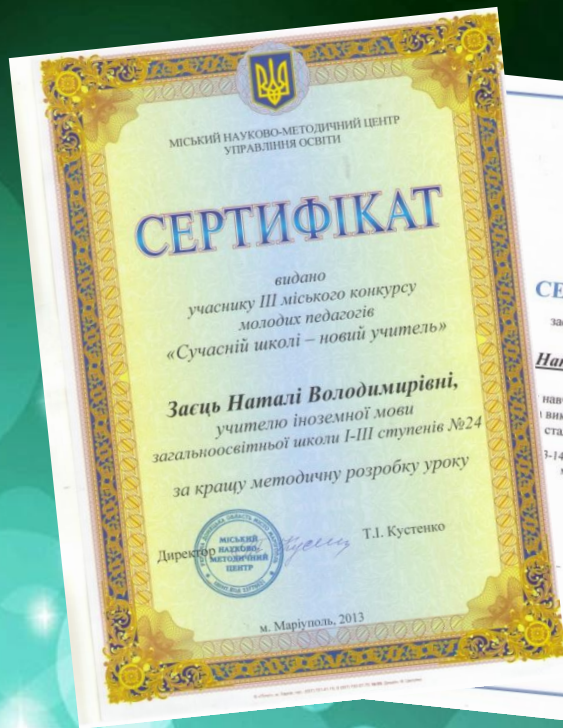 МІСЬКИЙ НАУКОВО-МЕТОДИЧНИЙ ЦЕНТР
УПРАВЛІННЯ ОСВІТИ
СЕРТИФІКАТ
видано
учаснику III міського конкурсу
молодих педагогів
«Сучасній школі – новий учитель»
Заєць Наталі Володимирівні,
учителю іноземної мови
загальноосвітньої школи І-ІІІ ступенів №24
за кращу методичну розробку уроку
Директор
Т.І. Кустенко
МІСЬКИЙ
НАУКОВО-
МЕТОДИЧНИЙ
ЦЕНТР
м. Маріуполь, 2013